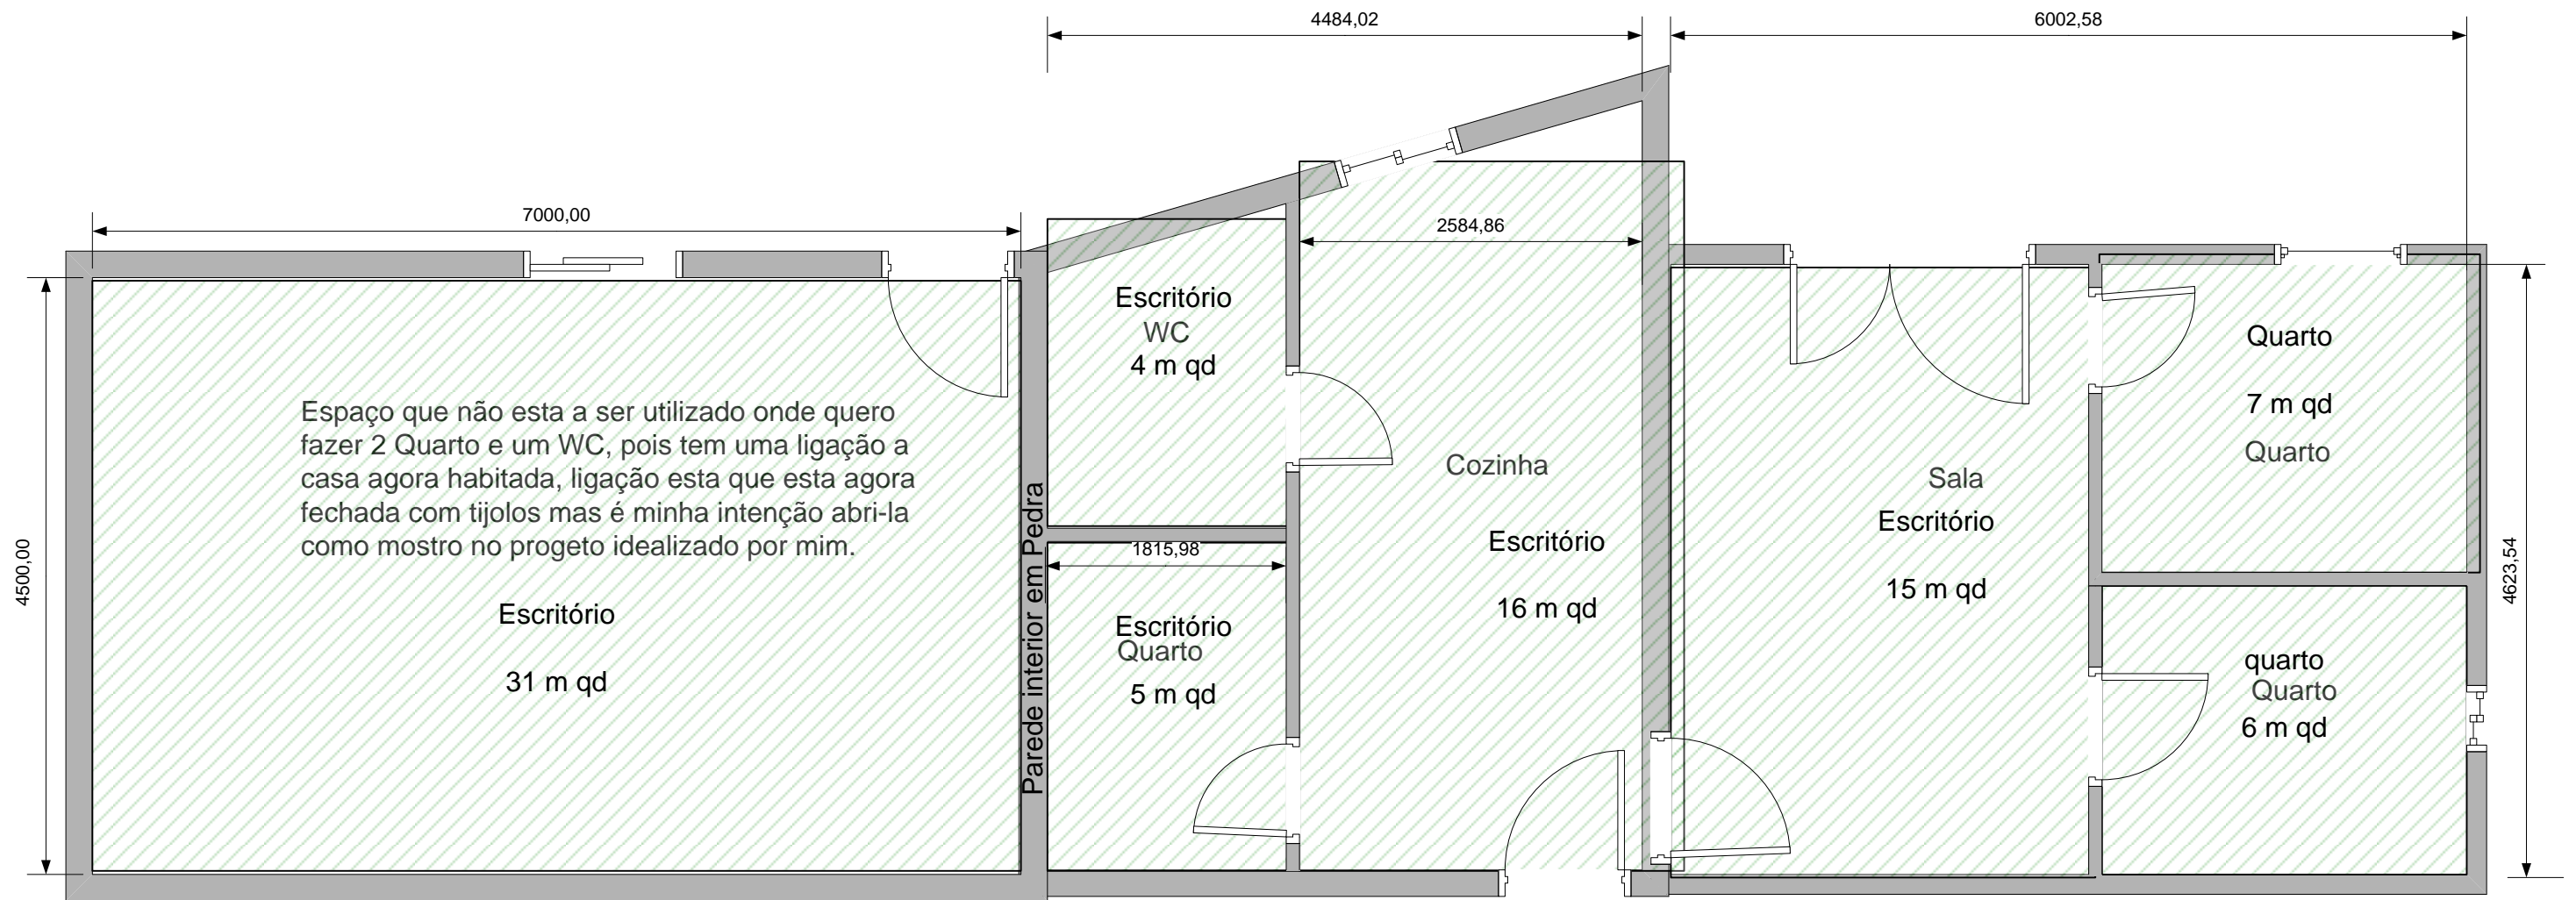 4484,02
6002,58
7000,00
2584,86
Escritório
WC
4 m qd
Quarto
7 m qd
Quarto
Espaço que não esta a ser utilizado onde quero
fazer 2 Quarto e um WC, pois tem uma ligação a
casa agora habitada, ligação esta que esta agora
fechada com tijolos mas é minha intenção abri-la
como mostro no progeto idealizado por mim.
Escritório
31 m qd
4500,00
Parede interior em Pedra
1815,98
Escritório
Quarto
5 m qd
Cozinha
Escritório
16 m qd
Sala
Escritório
15 m qd
quarto
Quarto
6 m qd
4623,54